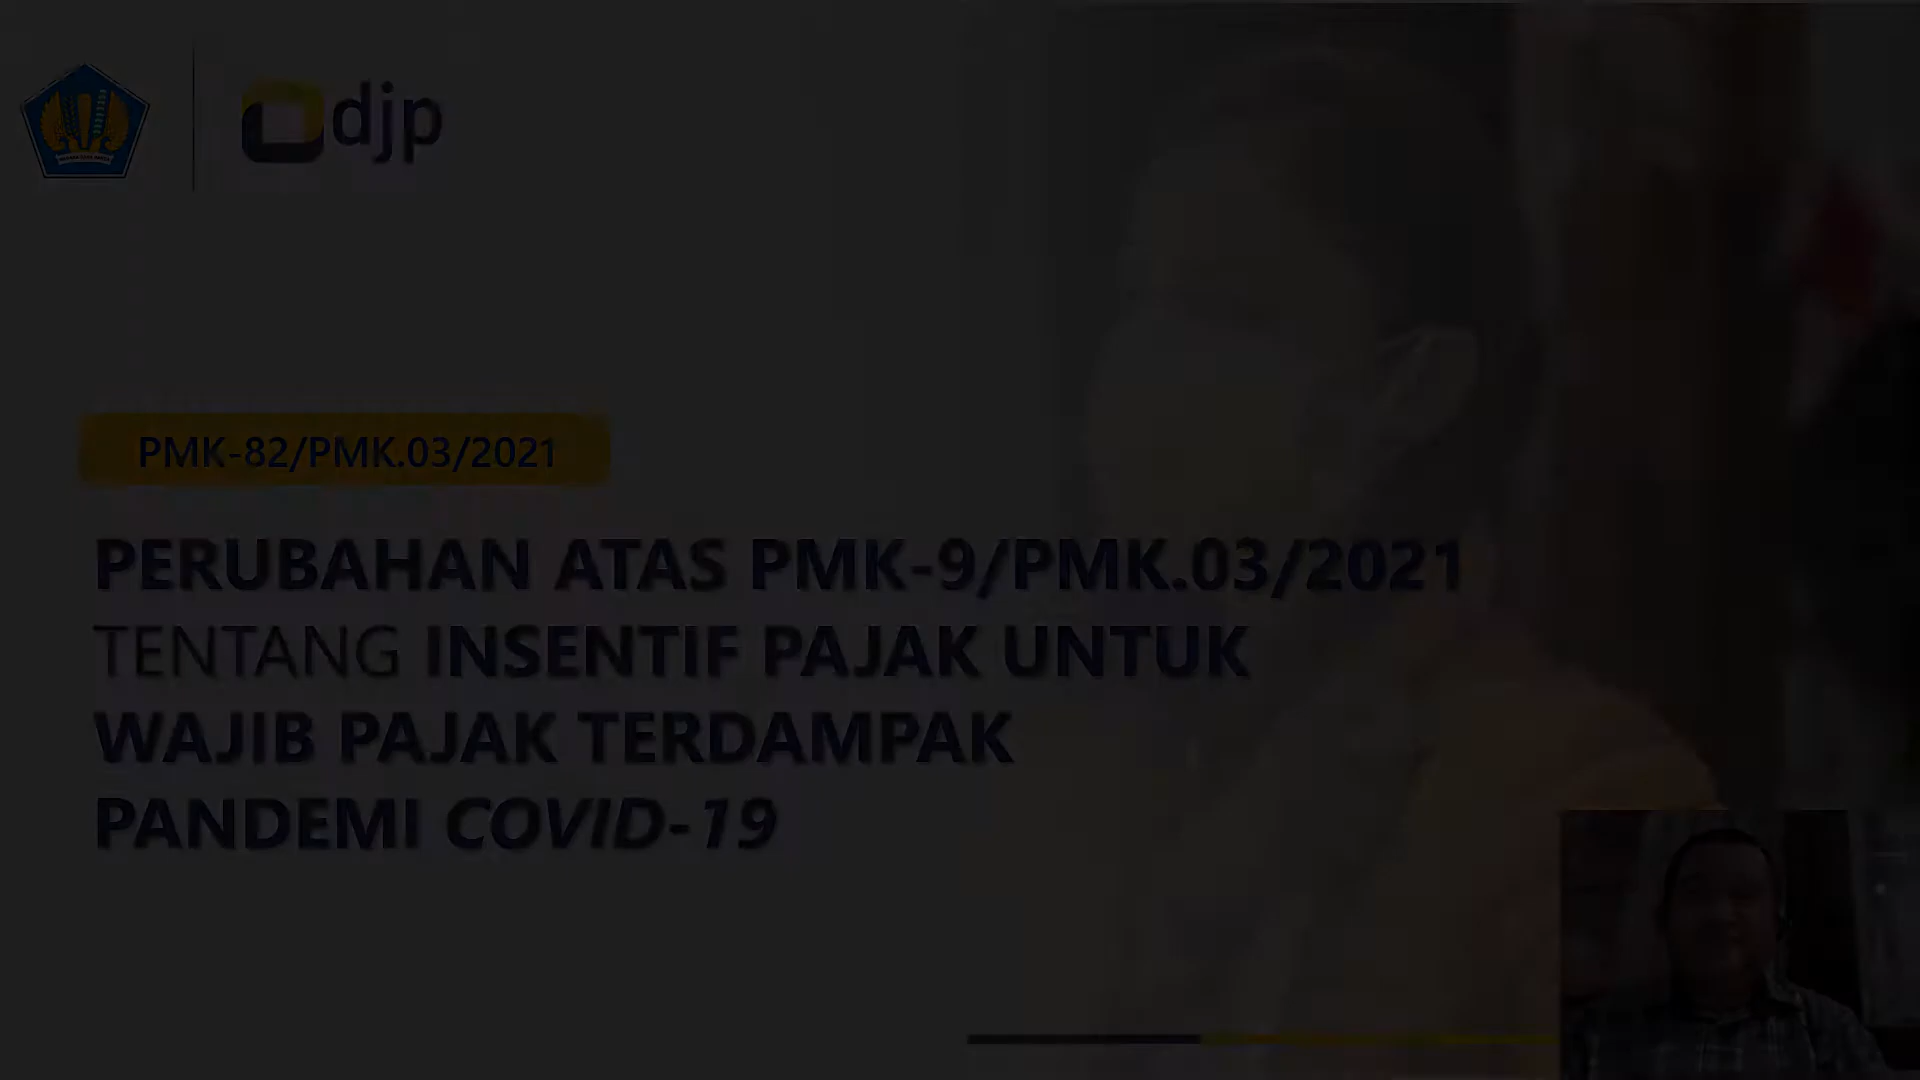 djp
PMK-82/PMK.03/2021
PERUBAHAN ATAS PMK-9/PMK.03/2021
TENTANG INSENTIF PAJAK UNTUK
WAJIB PAJAK TERDAMPAK
PANDEMI COVID-19